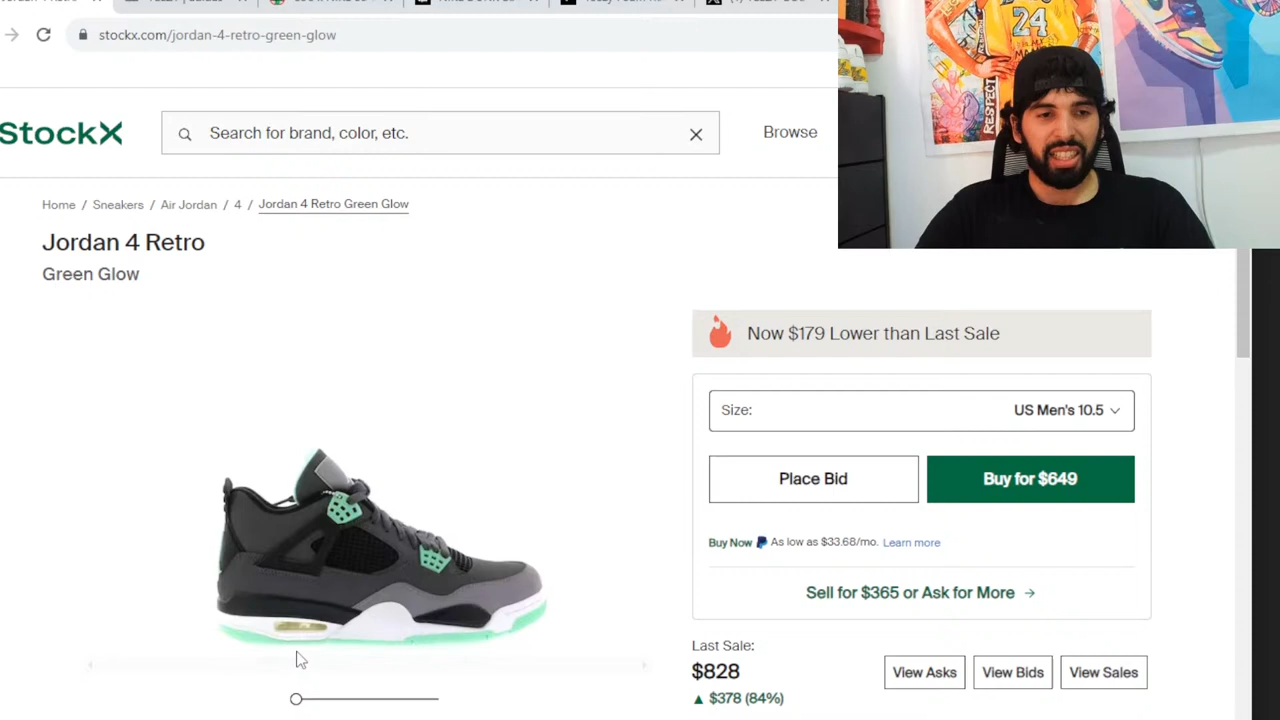 stockx.com/jordan-4-retro-green-glow
StockX
Search for brand, color, etc.
Browse
Home / Sneakers / Air Jordan / 4 / Jordan 4 Retro Green Glow
Jordan 4 Retro
Green Glow
24
RESPECT
Now $179 Lower than Last Sale
Size: US Men's 10.5
Place Bid
Buy for $649
Buy Now As low as $33.68/mo. Learn more
Sell for $365 or Ask for More →
Last Sale:
$828
▲ $378 (84%)
View Asks
View Bids
View Sales